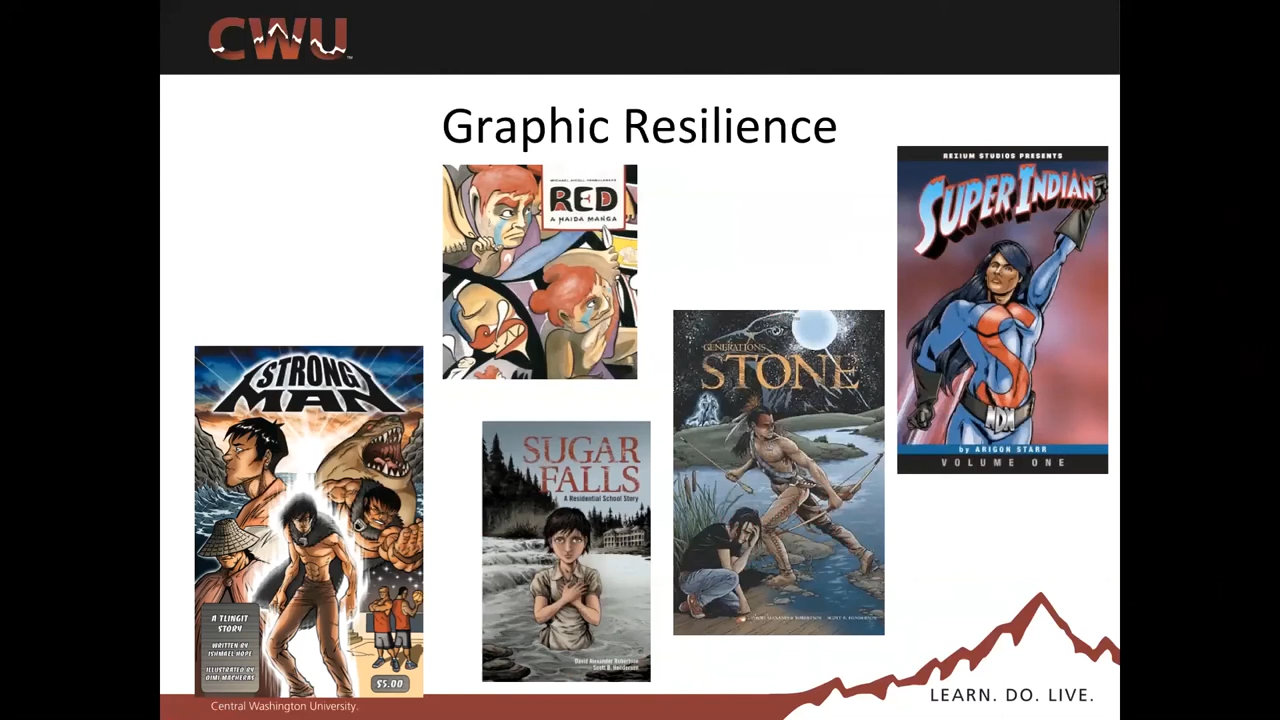 CWU
TM
Graphic Resilience
RED
A HAIDA MANGA
REZIUM STUDIOS PRESENTS
SUPER INDIAN
NDN
by ARIGON STARR
VOLUME ONE
GENERATIONS
STONE
STRONG
MAN
A TLINGIT
STORY
WRITTEN BY
ISHMAEL HOPE
ILLUSTRATED BY
DIMI MACHERAS
$5.00
SUGAR
FALLS
A Residential School Story
David Alexander Robertson
Scott B. Henderson
LEARN. DO. LIVE.
Central Washington University.